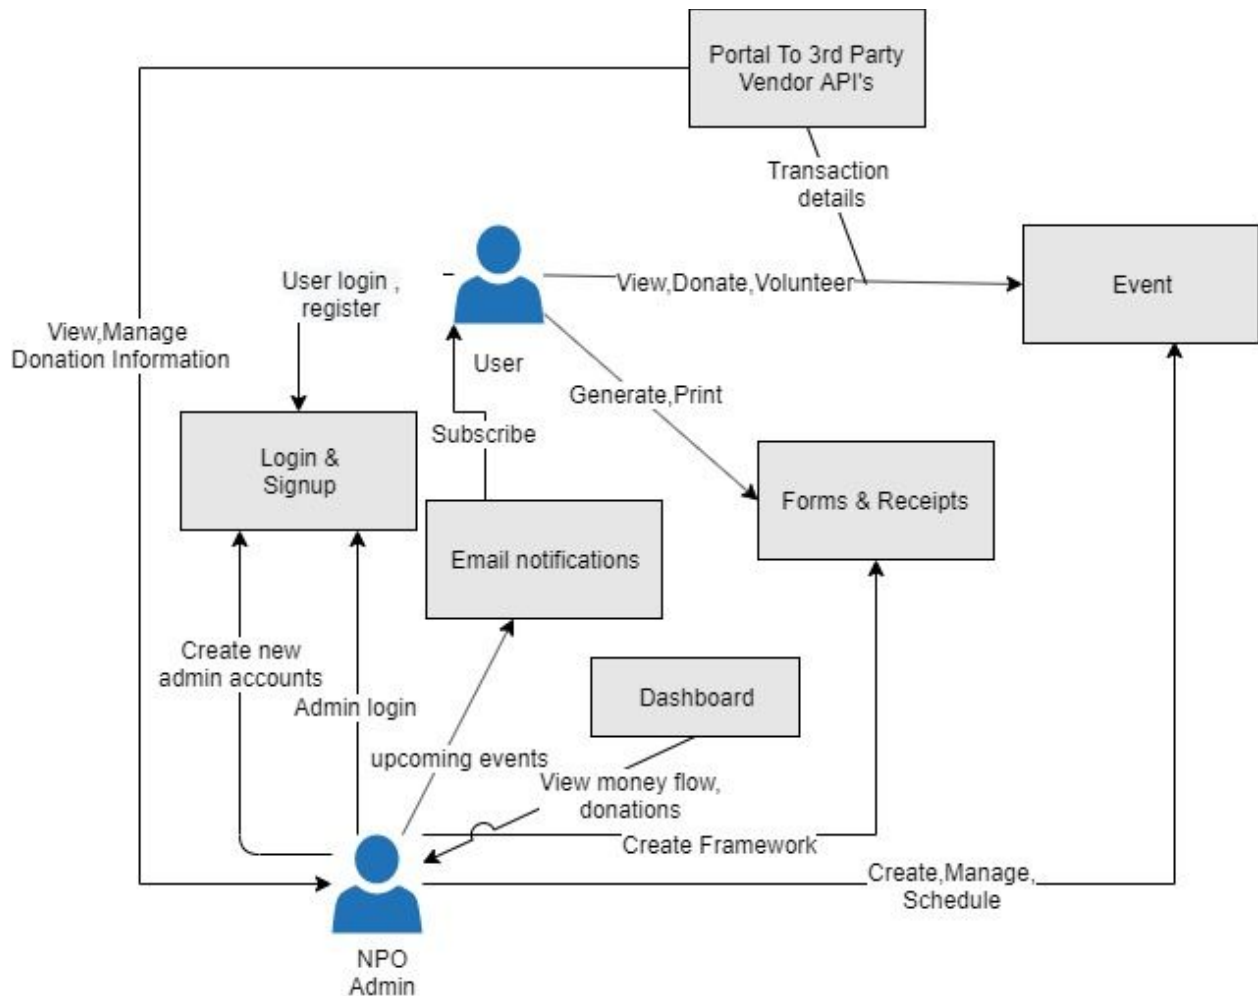 Portal To 3rd Party
Vendor API's
Transaction
details
User login ,
register
View,Donate,Volunteer
Event
View,Manage
Donation Information
User
Generate,Print
Subscribe
Login &
Signup
Forms & Receipts
Email notifications
Create new
admin accounts
Dashboard
Admin login
upcoming events
View money flow,
donations
Create Framework
Create,Manage,
Schedule
NPO
Admin